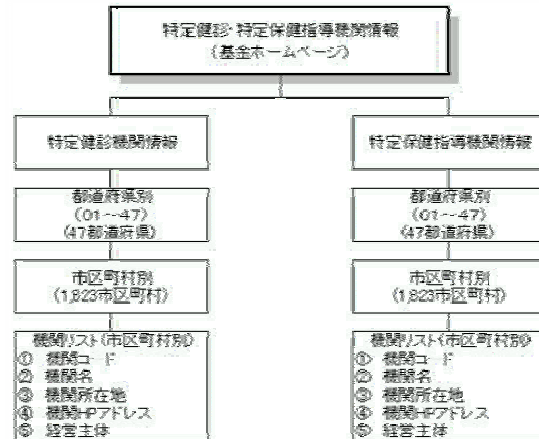 特定健診・特定保健指導機関情報
(基金ホームページ)
特定健診機関情報
都道府県別
(01~47)
(47都道府県)
市区町村別
(1,823市区町村)
機関リスト(市区町村別)
① 機関コード
② 機関名
③ 機関所在地
④ 機関HPアドレス
⑤ 経営主体
特定保健指導機関情報
都道府県別
(01~47)
(47都道府県)
市区町村別
(1,823市区町村)
機関リスト(市区町村別)
① 機関コード
② 機関名
③ 機関所在地
④ 機関HPアドレス
⑤ 経営主体